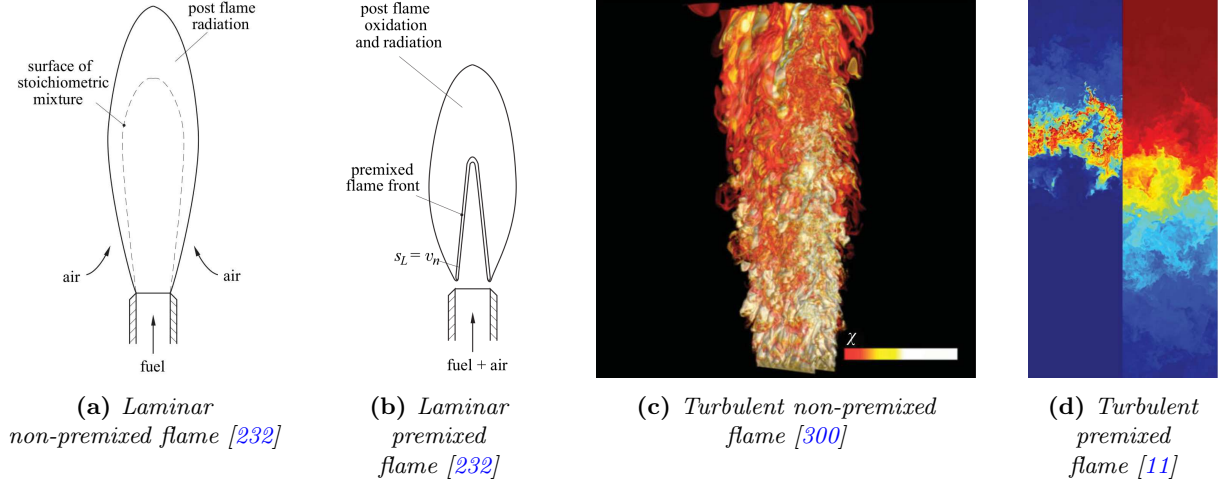 post flame
radiation
surface of
stoichiometric
mixture
air
air
fuel
(a) Laminar
non-premixed flame [232]
post flame
oxidation
and radiation
premixed
flame front
s_L = v_n
fuel + air
(b) Laminar
premixed
flame [232]
χ
(c) Turbulent non-premixed
flame [300]
(d) Turbulent
premixed
flame [11]